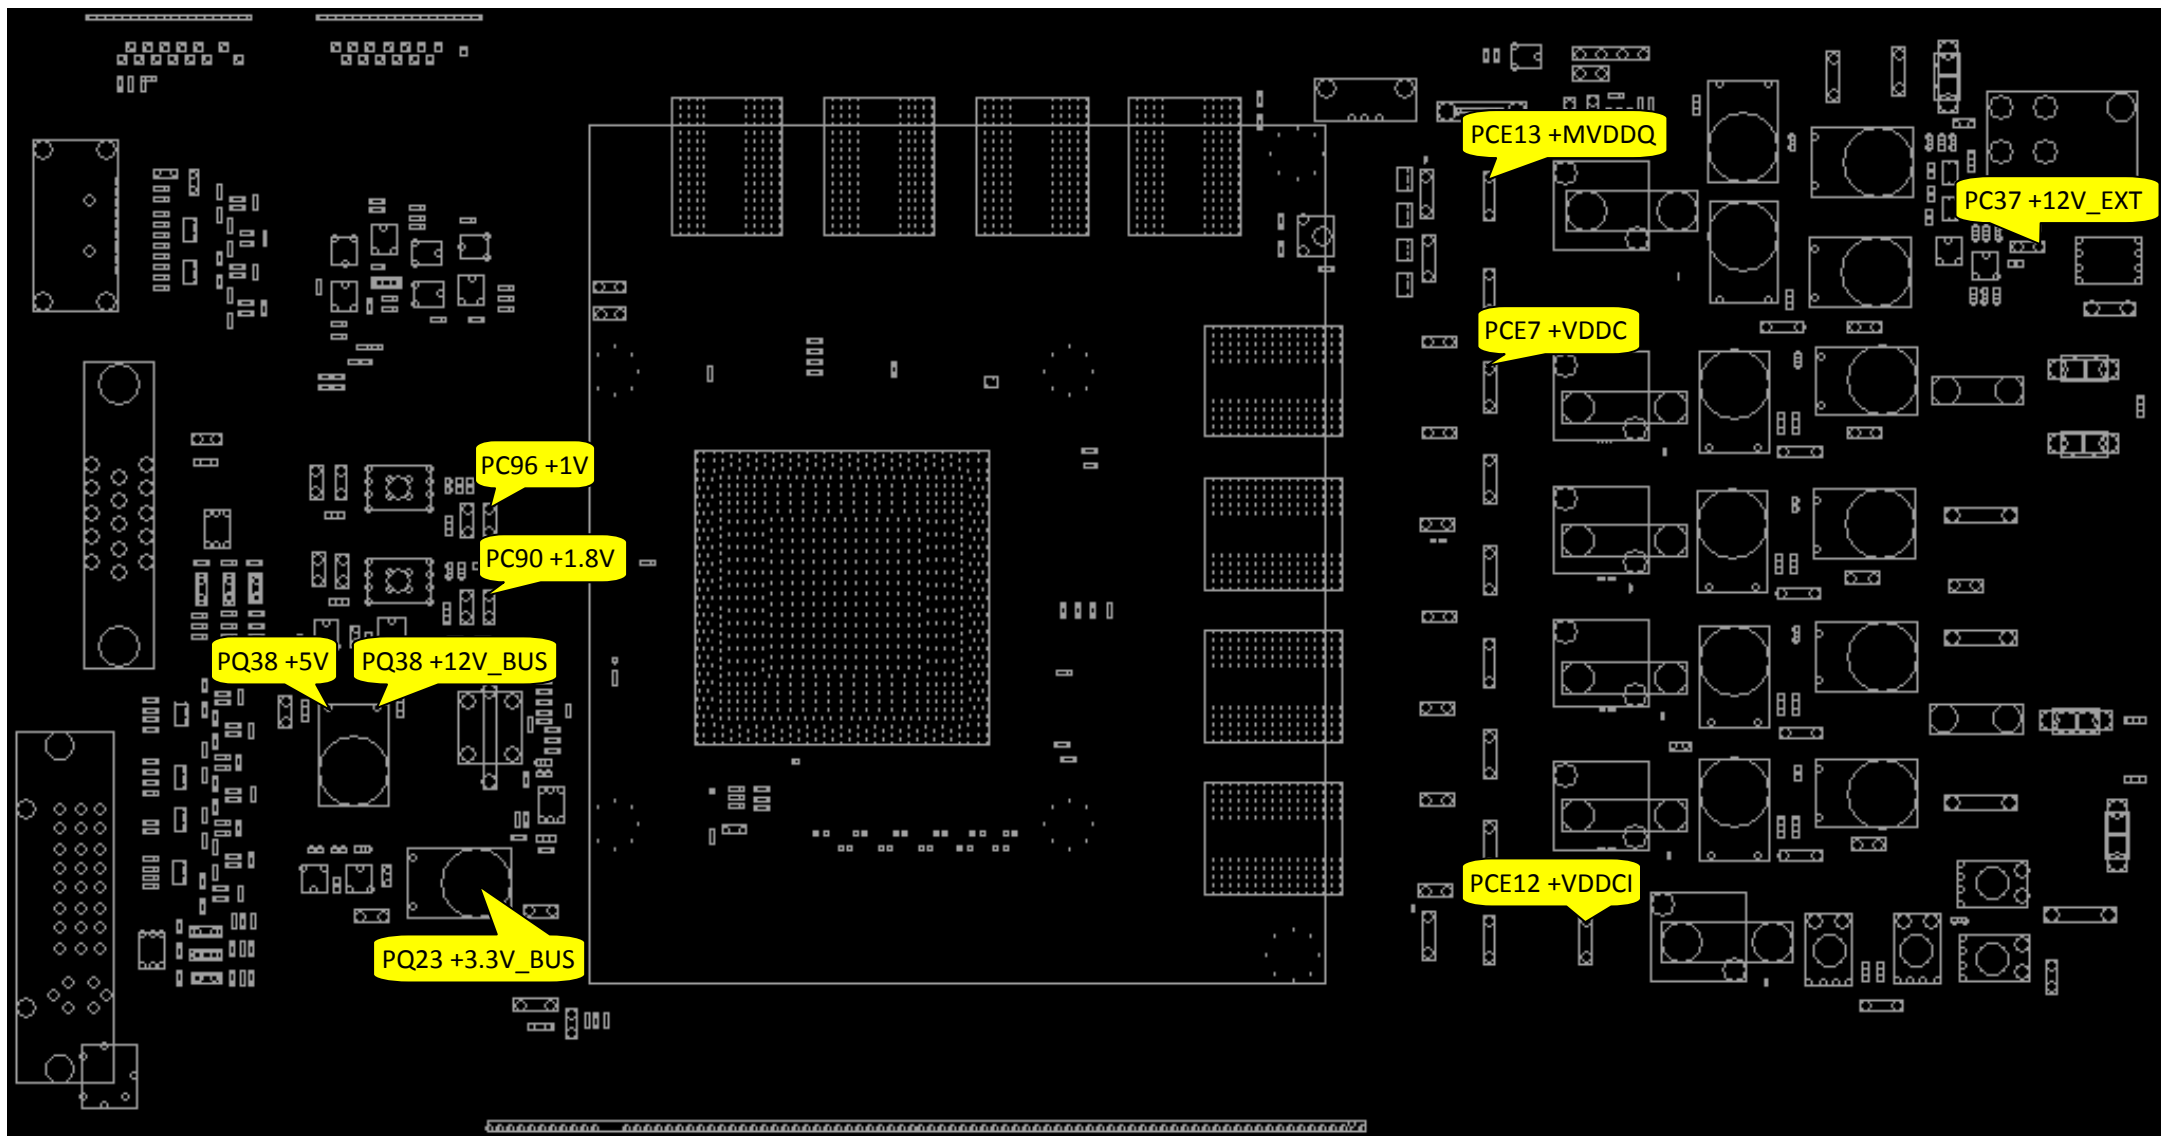 PCE13 +MVDDQ
PC37 +12V_EXT
PCE7 +VDDC
PC96 +1V
PC90 +1.8V
PQ38 +5V
PQ38 +12V_BUS
PCE12 +VDDCI
PQ23 +3.3V_BUS